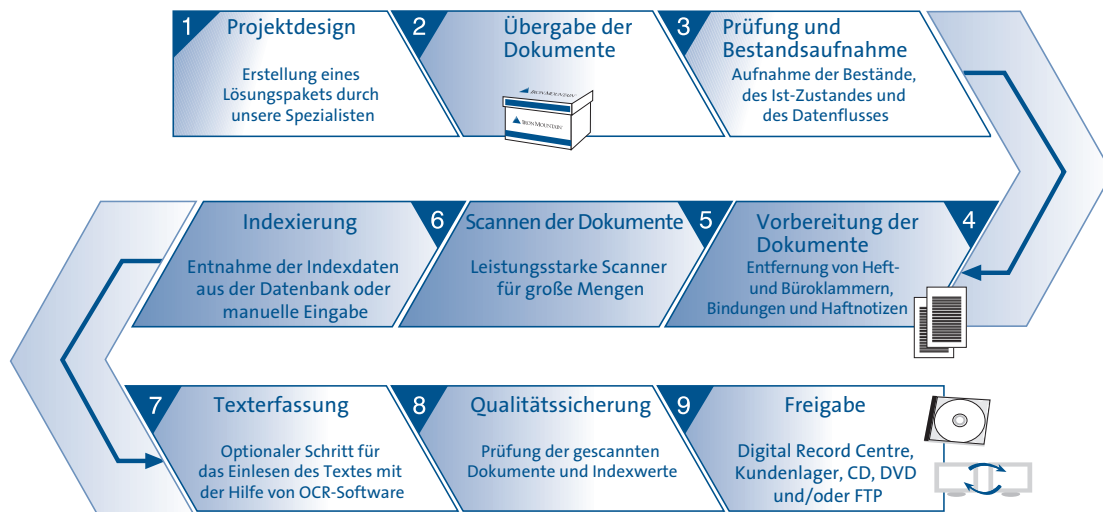 1
Projektdesign
Erstellung eines
Lösungspakets durch
unsere Spezialisten
2
Übergabe der
Dokumente
IRON MOUNTAIN
IRON MOUNTAIN
3
Prüfung und
Bestandsaufnahme
Aufnahme der Bestände,
des Ist-Zustandes und
des Datenflusses
4
Vorbereitung der
Dokumente
Entfernung von Heft-
und Büroklammern,
Bindungen und Haftnotizen
5
Scannen der Dokumente
Leistungsstarke Scanner
für große Mengen
6
Indexierung
Entnahme der Indexdaten
aus der Datenbank oder
manuelle Eingabe
7
Texterfassung
Optionaler Schritt für
das Einlesen des Textes mit
der Hilfe von OCR-Software
8
Qualitätssicherung
Prüfung der gescannten
Dokumente und Indexwerte
9
Freigabe
Digital Record Centre,
Kundenlager, CD, DVD
und/oder FTP